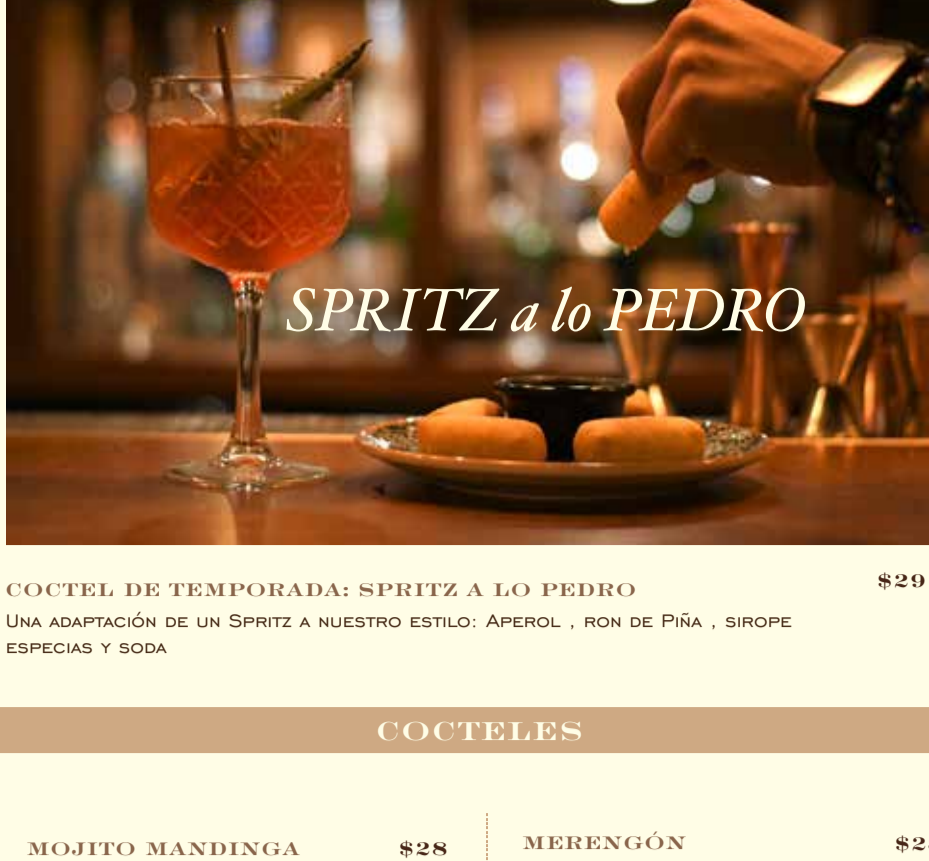 SPRITZ a lo PEDRO
COCTEL DE TEMPORADA: SPRITZ A LO PEDRO $29
Una adaptación de un Spritz a nuestro estilo: Aperol , ron de Piña , sirope
especias y soda
COCTELES
MOJITO MANDINGA $28
MERENGÓN